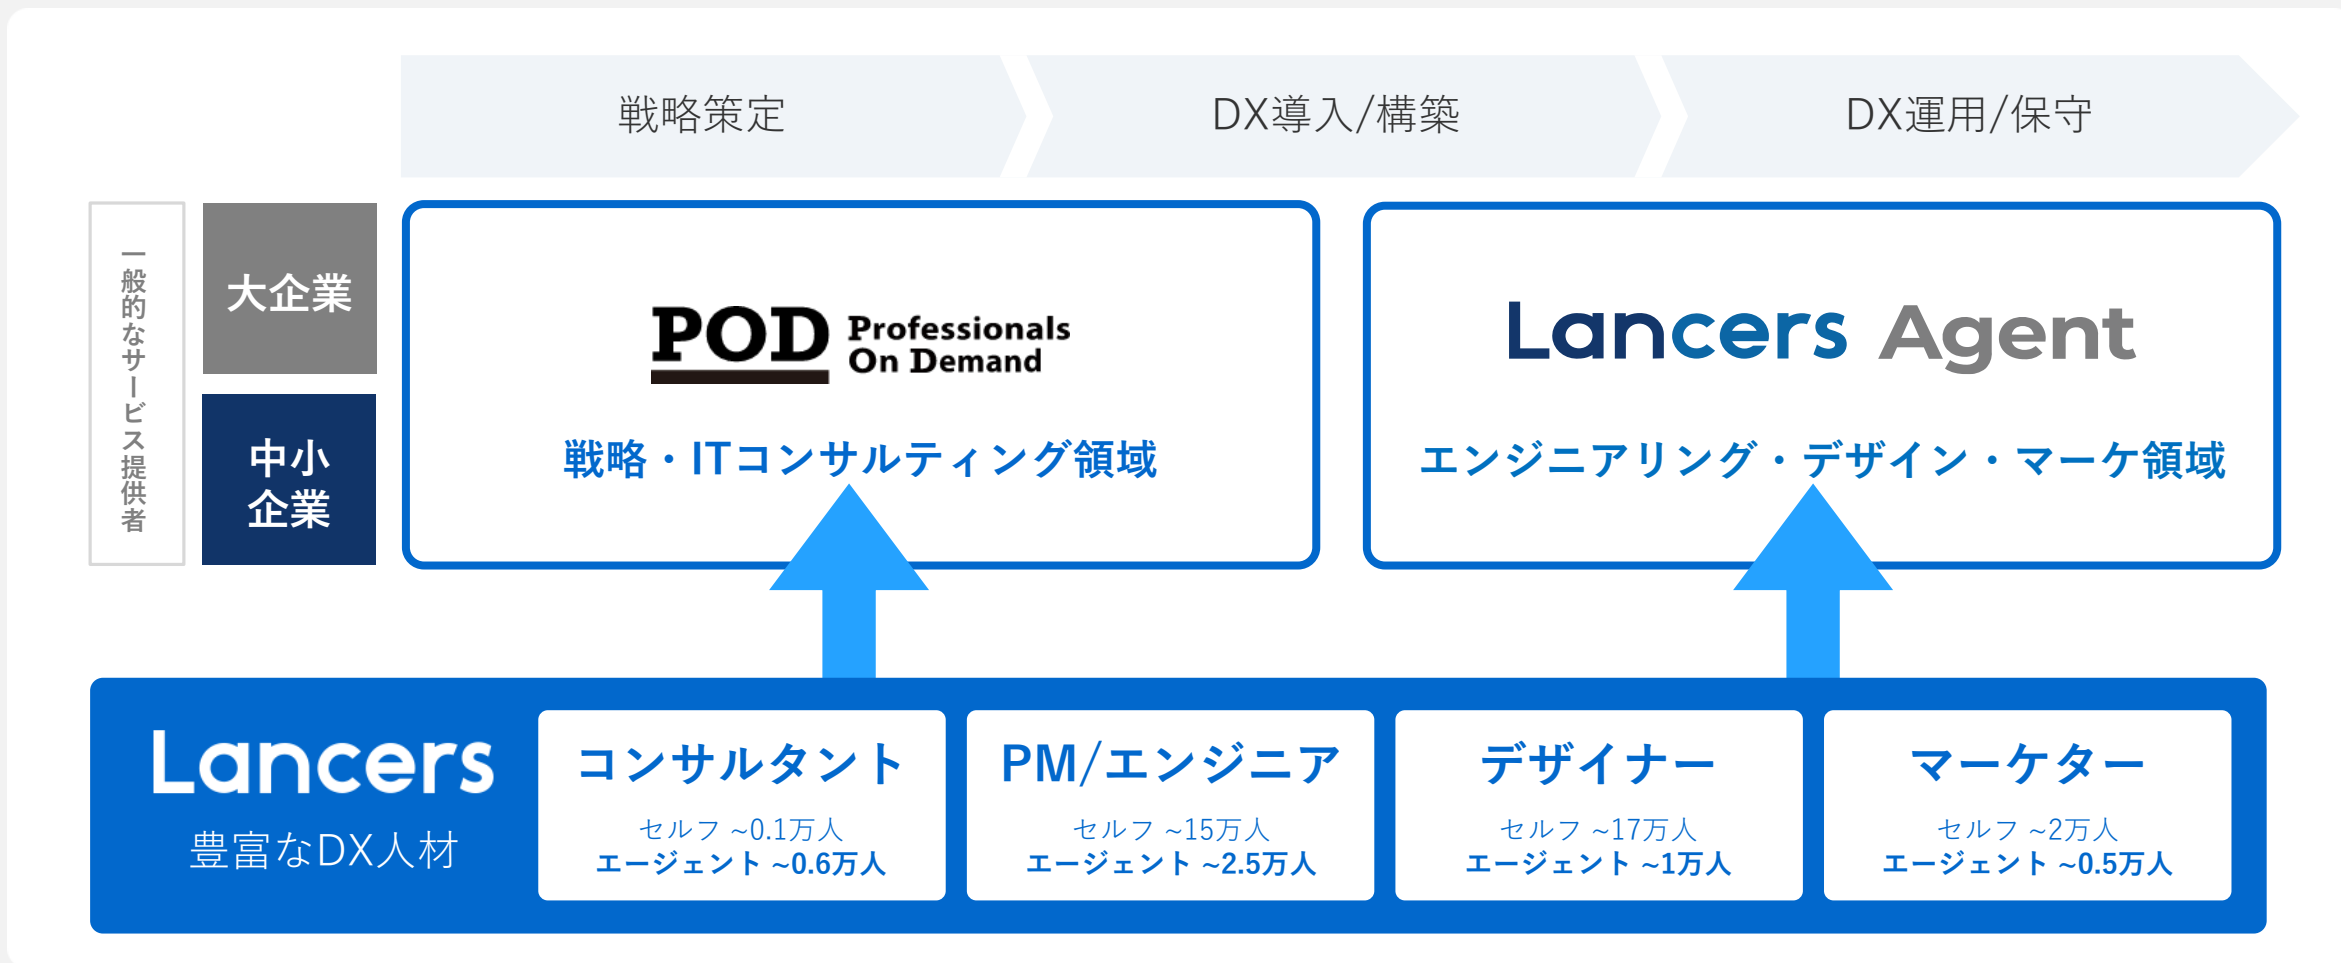 戦略策定
DX導入/構築
DX運用/保守
一般的なサービス提供者
大企業
中小
企業
POD Professionals
On Demand
戦略・ITコンサルティング領域
Lancers Agent
エンジニアリング・デザイン・マーケ領域
Lancers
豊富なDX人材
コンサルタント
セルフ ~0.1万人
エージェント ~0.6万人
PM/エンジニア
セルフ ~15万人
エージェント ~2.5万人
デザイナー
セルフ ~17万人
エージェント ~1万人
マーケター
セルフ ~2万人
エージェント ~0.5万人